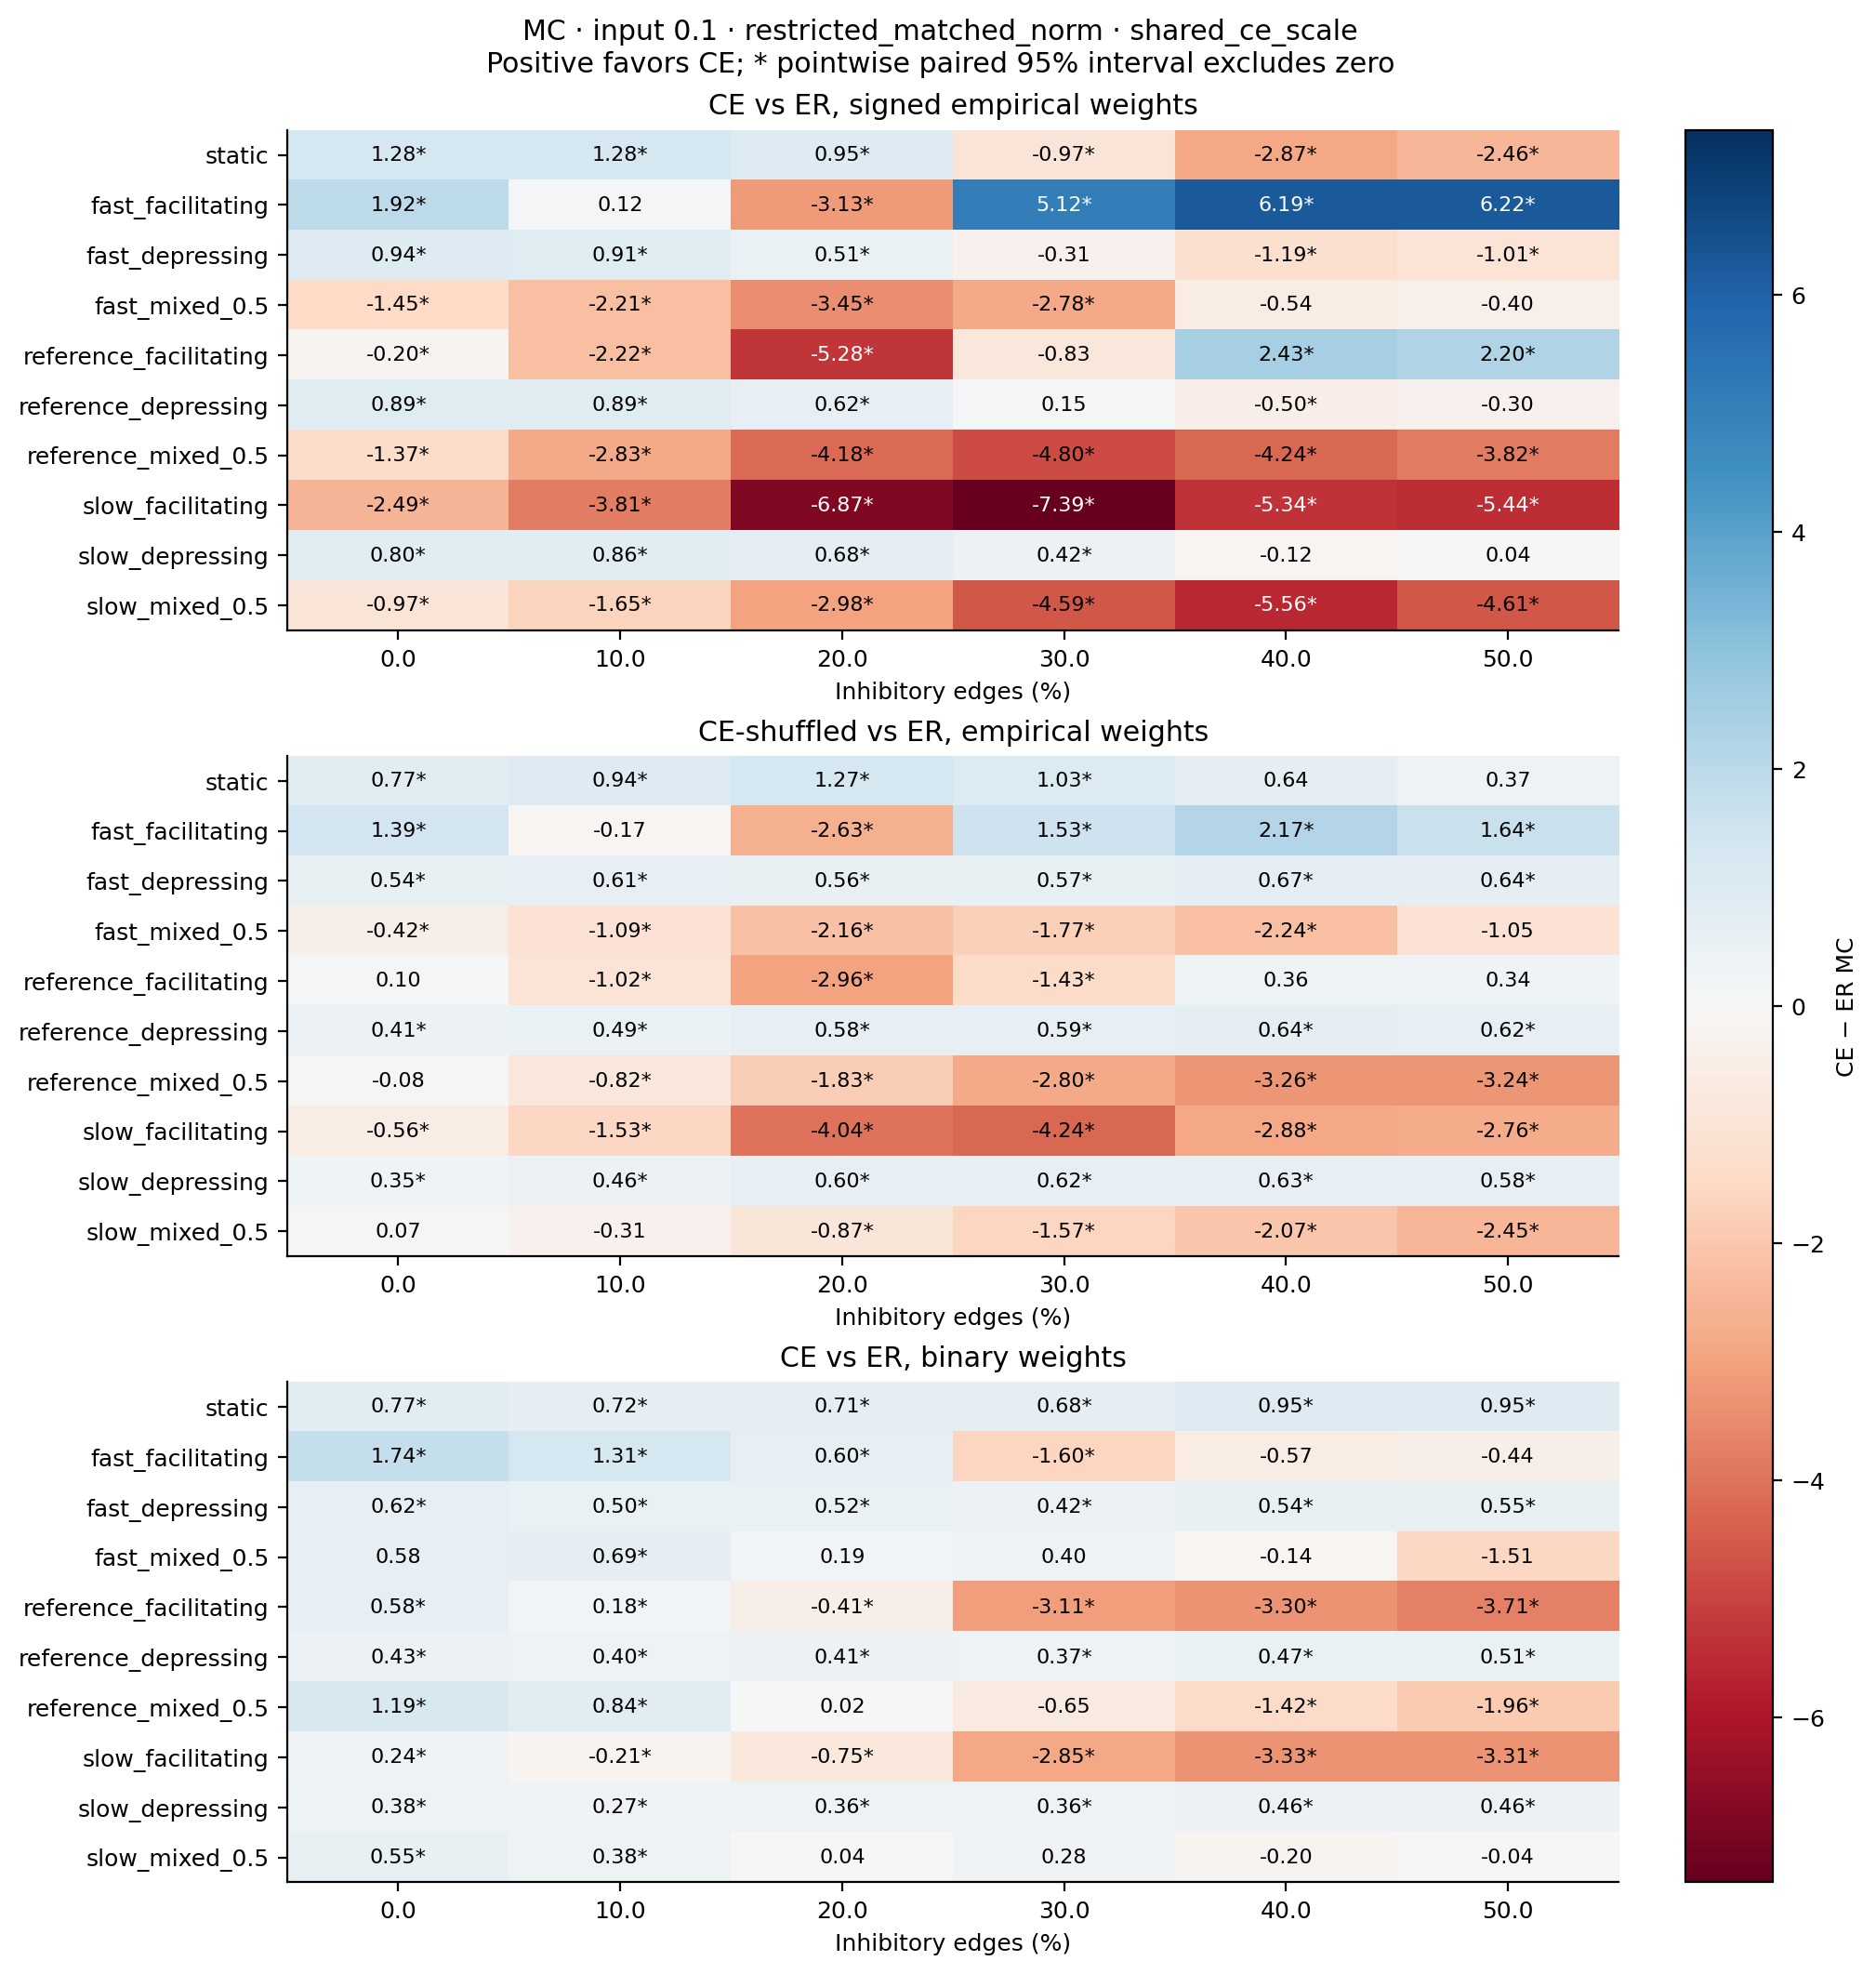 MC · input 0.1 · restricted_matched_norm · shared_ce_scale
Positive favors CE; * pointwise paired 95% interval excludes zero
CE vs ER, signed empirical weights
static 1.28* 1.28* 0.95* -0.97* -2.87* -2.46*
fast_facilitating 1.92* 0.12 -3.13* 5.12* 6.19* 6.22*
fast_depressing 0.94* 0.91* 0.51* -0.31 -1.19* -1.01*
fast_mixed_0.5 -1.45* -2.21* -3.45* -2.78* -0.54 -0.40
reference_facilitating -0.20* -2.22* -5.28* -0.83 2.43* 2.20*
reference_depressing 0.89* 0.89* 0.62* 0.15 -0.50* -0.30
reference_mixed_0.5 -1.37* -2.83* -4.18* -4.80* -4.24* -3.82*
slow_facilitating -2.49* -3.81* -6.87* -7.39* -5.34* -5.44*
slow_depressing 0.80* 0.86* 0.68* 0.42* -0.12 0.04
slow_mixed_0.5 -0.97* -1.65* -2.98* -4.59* -5.56* -4.61*
0.0 10.0 20.0 30.0 40.0 50.0
Inhibitory edges (%)
CE-shuffled vs ER, empirical weights
static 0.77* 0.94* 1.27* 1.03* 0.64 0.37
fast_facilitating 1.39* -0.17 -2.63* 1.53* 2.17* 1.64*
fast_depressing 0.54* 0.61* 0.56* 0.57* 0.67* 0.64*
fast_mixed_0.5 -0.42* -1.09* -2.16* -1.77* -2.24* -1.05
reference_facilitating 0.10 -1.02* -2.96* -1.43* 0.36 0.34
reference_depressing 0.41* 0.49* 0.58* 0.59* 0.64* 0.62*
reference_mixed_0.5 -0.08 -0.82* -1.83* -2.80* -3.26* -3.24*
slow_facilitating -0.56* -1.53* -4.04* -4.24* -2.88* -2.76*
slow_depressing 0.35* 0.46* 0.60* 0.62* 0.63* 0.58*
slow_mixed_0.5 0.07 -0.31 -0.87* -1.57* -2.07* -2.45*
0.0 10.0 20.0 30.0 40.0 50.0
Inhibitory edges (%)
CE vs ER, binary weights
static 0.77* 0.72* 0.71* 0.68* 0.95* 0.95*
fast_facilitating 1.74* 1.31* 0.60* -1.60* -0.57 -0.44
fast_depressing 0.62* 0.50* 0.52* 0.42* 0.54* 0.55*
fast_mixed_0.5 0.58 0.69* 0.19 0.40 -0.14 -1.51
reference_facilitating 0.58* 0.18* -0.41* -3.11* -3.30* -3.71*
reference_depressing 0.43* 0.40* 0.41* 0.37* 0.47* 0.51*
reference_mixed_0.5 1.19* 0.84* 0.02 -0.65 -1.42* -1.96*
slow_facilitating 0.24* -0.21* -0.75* -2.85* -3.33* -3.31*
slow_depressing 0.38* 0.27* 0.36* 0.36* 0.46* 0.46*
slow_mixed_0.5 0.55* 0.38* 0.04 0.28 -0.20 -0.04
0.0 10.0 20.0 30.0 40.0 50.0
Inhibitory edges (%)
6
4
2
0
−2
−4
−6
CE − ER MC